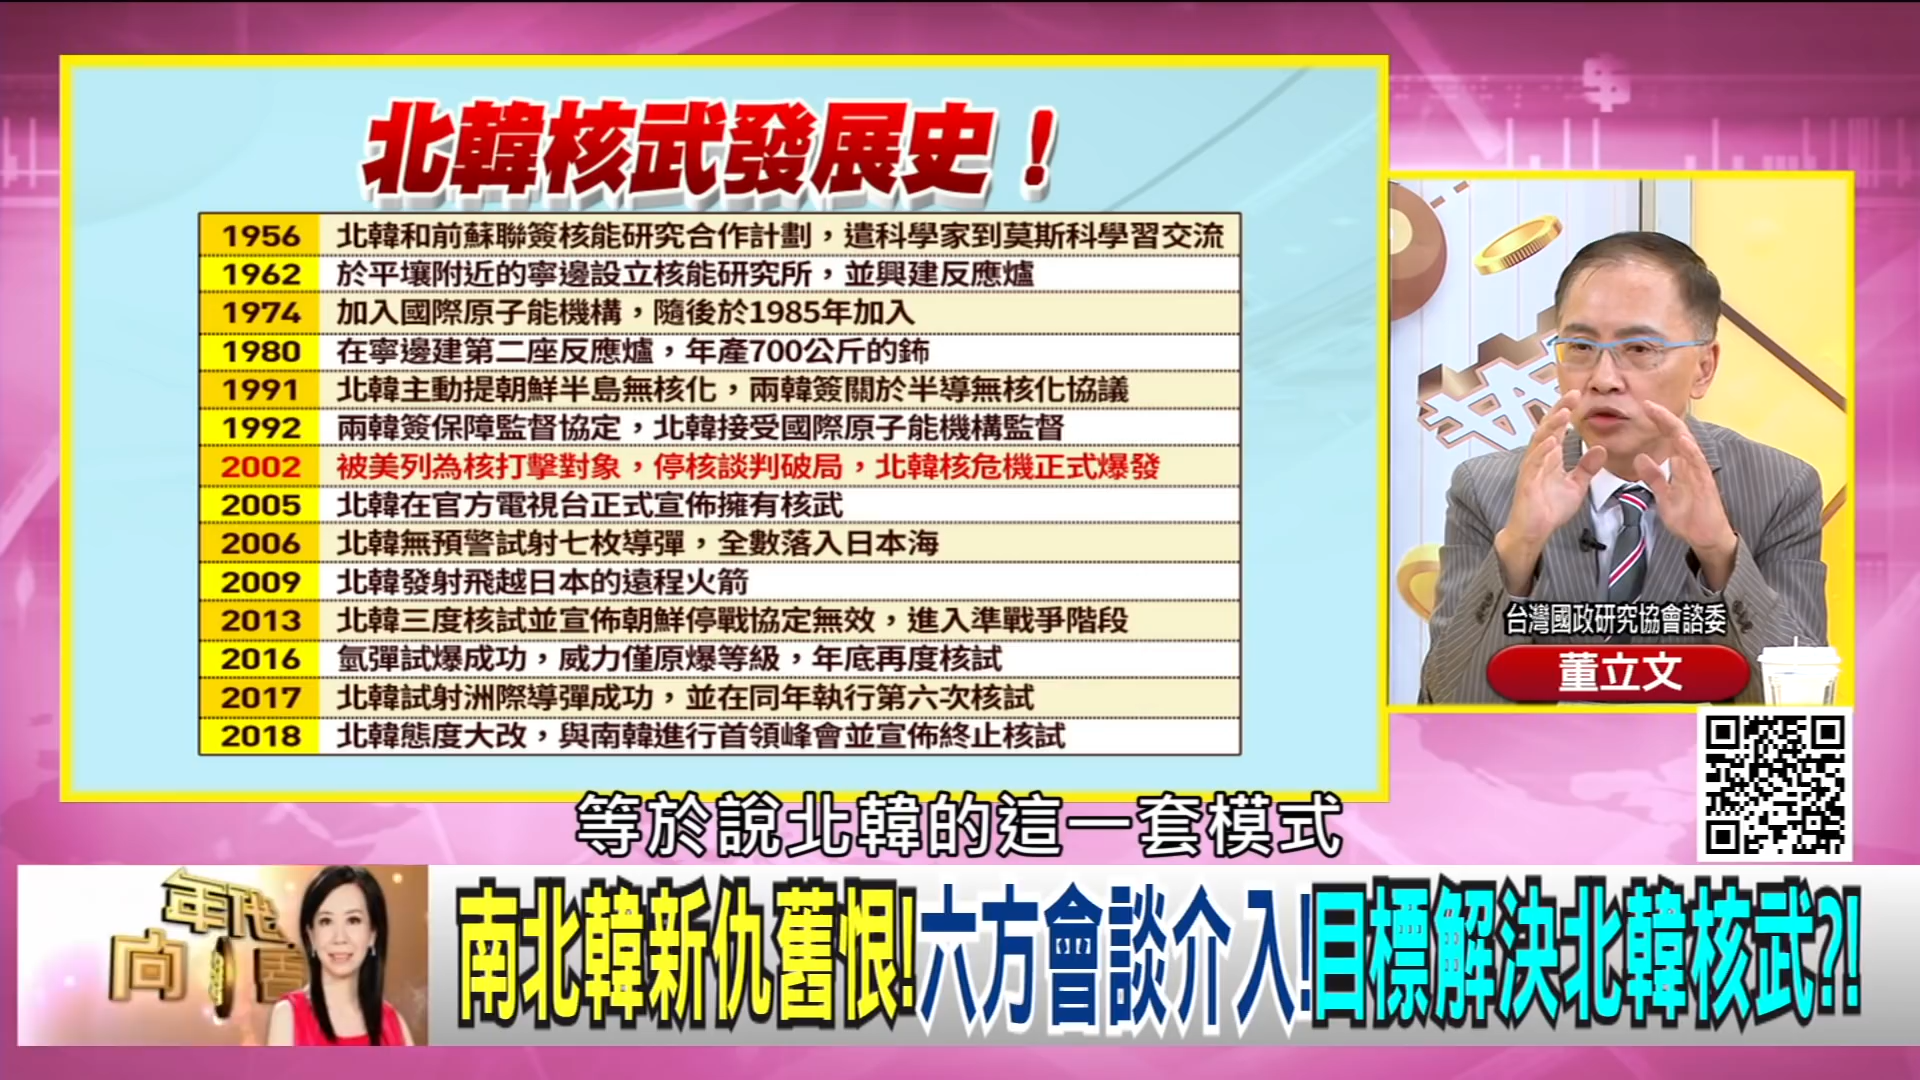 北韓核武發展史！
1956 北韓和前蘇聯簽核能研究合作計劃，遣科學家到莫斯科學習交流
1962 於平壤附近的寧邊設立核能研究所，並興建反應爐
1974 加入國際原子能機構，隨後於1985年加入
1980 在寧邊建第二座反應爐，年產700公斤的鈽
1991 北韓主動提朝鮮半島無核化，兩韓簽關於半導無核化協議
1992 兩韓簽保障監督協定，北韓接受國際原子能機構監督
2002 被美列為核打擊對象，停核談判破局，北韓核危機正式爆發
2005 北韓在官方電視台正式宣佈擁有核武
2006 北韓無預警試射七枚導彈，全數落入日本海
2009 北韓發射飛越日本的遠程火箭
2013 北韓三度核試並宣佈朝鮮停戰協定無效，進入準戰爭階段
2016 氫彈試爆成功，威力僅原爆等級，年底再度核試
2017 北韓試射洲際導彈成功，並在同年執行第六次核試
2018 北韓態度大改，與南韓進行首領峰會並宣佈終止核試
台灣國政研究協會諮委
董立文
等於說北韓的這一套模式
年代
向
南北韓新仇舊恨!六方會談介入!目標解決北韓核武?!